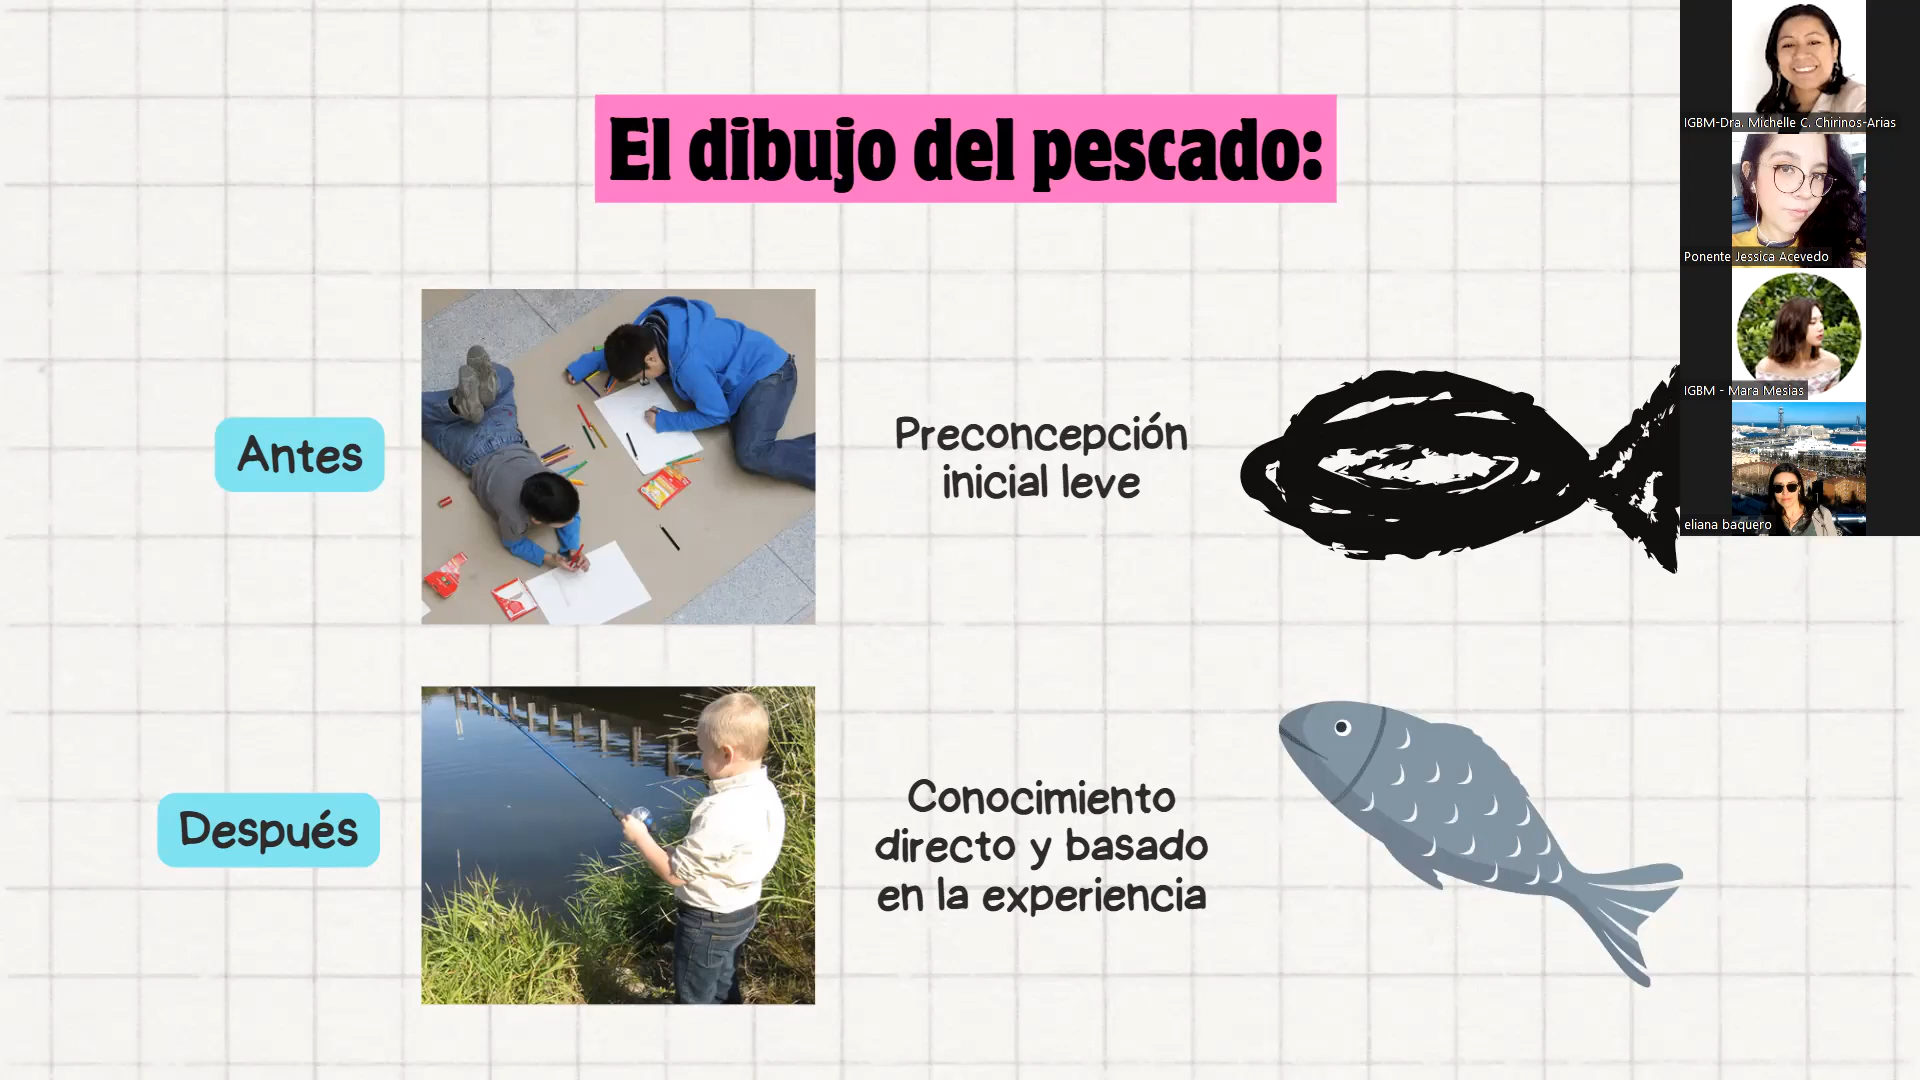 El dibujo del pescado:
Antes
Preconcepción
inicial leve
Después
Conocimiento
directo y basado
en la experiencia
IGBM-Dra. Michelle C. Chirinos-Arias
Ponente Jessica Acevedo
IGBM - Mara Mesias
eliana baquero